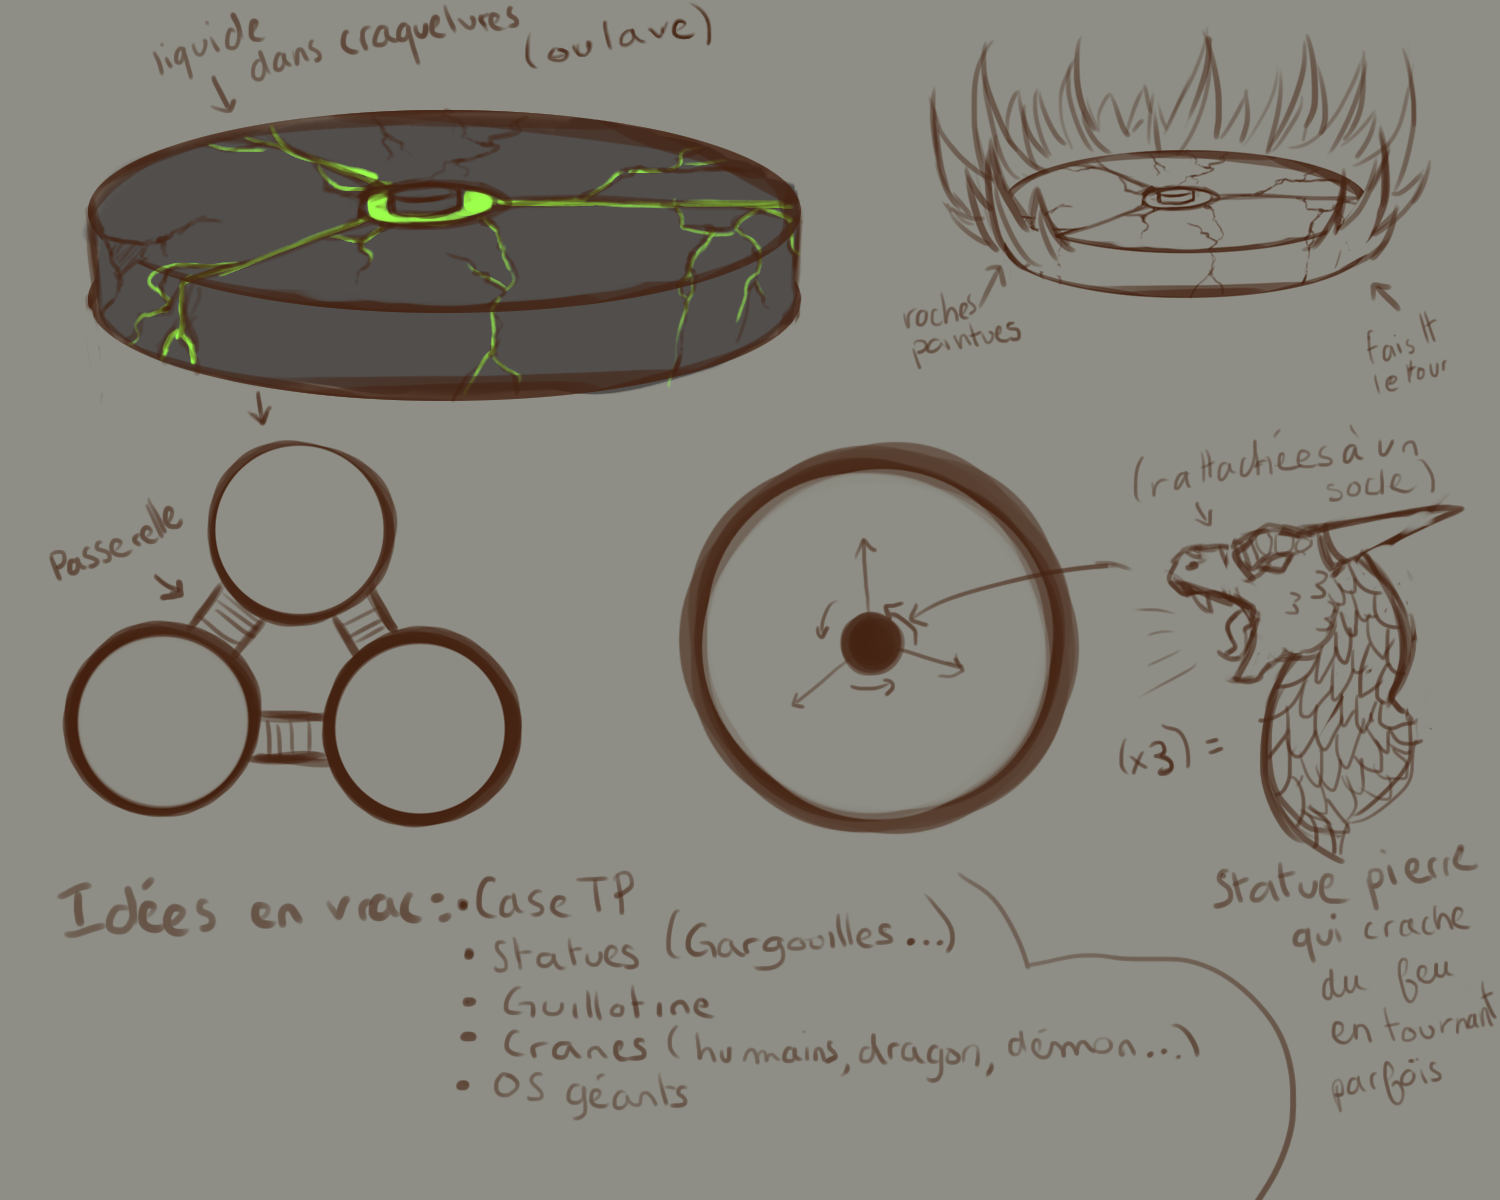 liquide
dans craquelures
(ou lave)
roches
pointues
fais tt
le tour
Passerelle
(rattachées à un
socle)
(x3) =
Statue pierre
qui crache
du feu
en tournant
parfois
Idées en vrac: • Case TP
• Statues (Gargouilles...)
• Guillotine
• Cranes (humains, dragon, démon...)
• OS géants